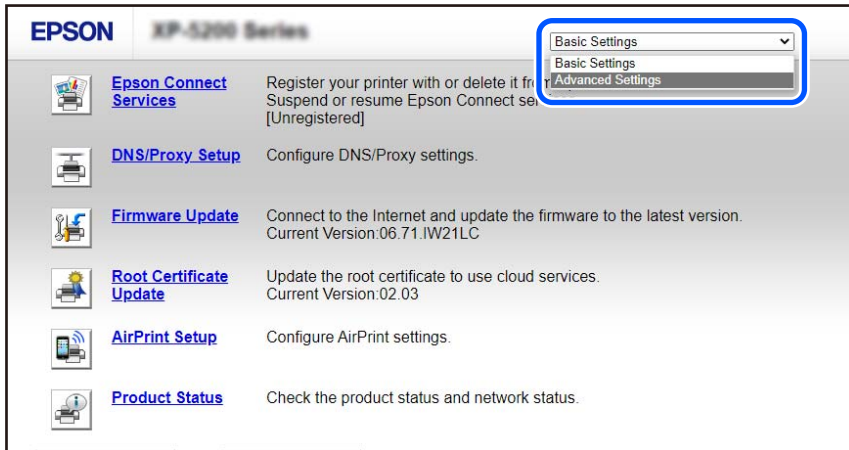 EPSON XP-5200 Series
Basic Settings
Basic Settings
Advanced Settings
Epson Connect Services
Register your printer with or delete it from
Suspend or resume Epson Connect
[Unregistered]
DNS/Proxy Setup
Configure DNS/Proxy settings.
Firmware Update
Connect to the Internet and update the firmware to the latest version.
Current Version:06.71.IW21LC
Root Certificate Update
Update the root certificate to use cloud services.
Current Version:02.03
AirPrint Setup
Configure AirPrint settings.
Product Status
Check the product status and network status.